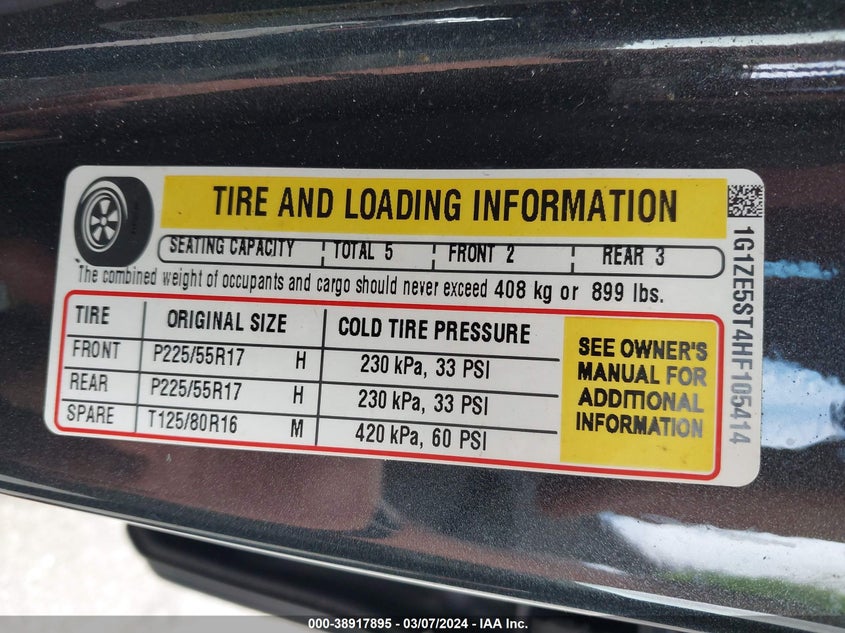 TIRE AND LOADING INFORMATION
SEATING CAPACITY TOTAL 5 FRONT 2 REAR 3
The combined weight of occupants and cargo should never exceed 408 kg or 899 lbs.
TIRE ORIGINAL SIZE COLD TIRE PRESSURE
FRONT P225/55R17 H 230 kPa, 33 PSI
REAR P225/55R17 H 230 kPa, 33 PSI
SPARE T125/80R16 M 420 kPa, 60 PSI
SEE OWNER'S
MANUAL FOR
ADDITIONAL
INFORMATION
1G1ZE5ST4HF105414
000-38917895 — 03/07/2024 — IAA Inc.